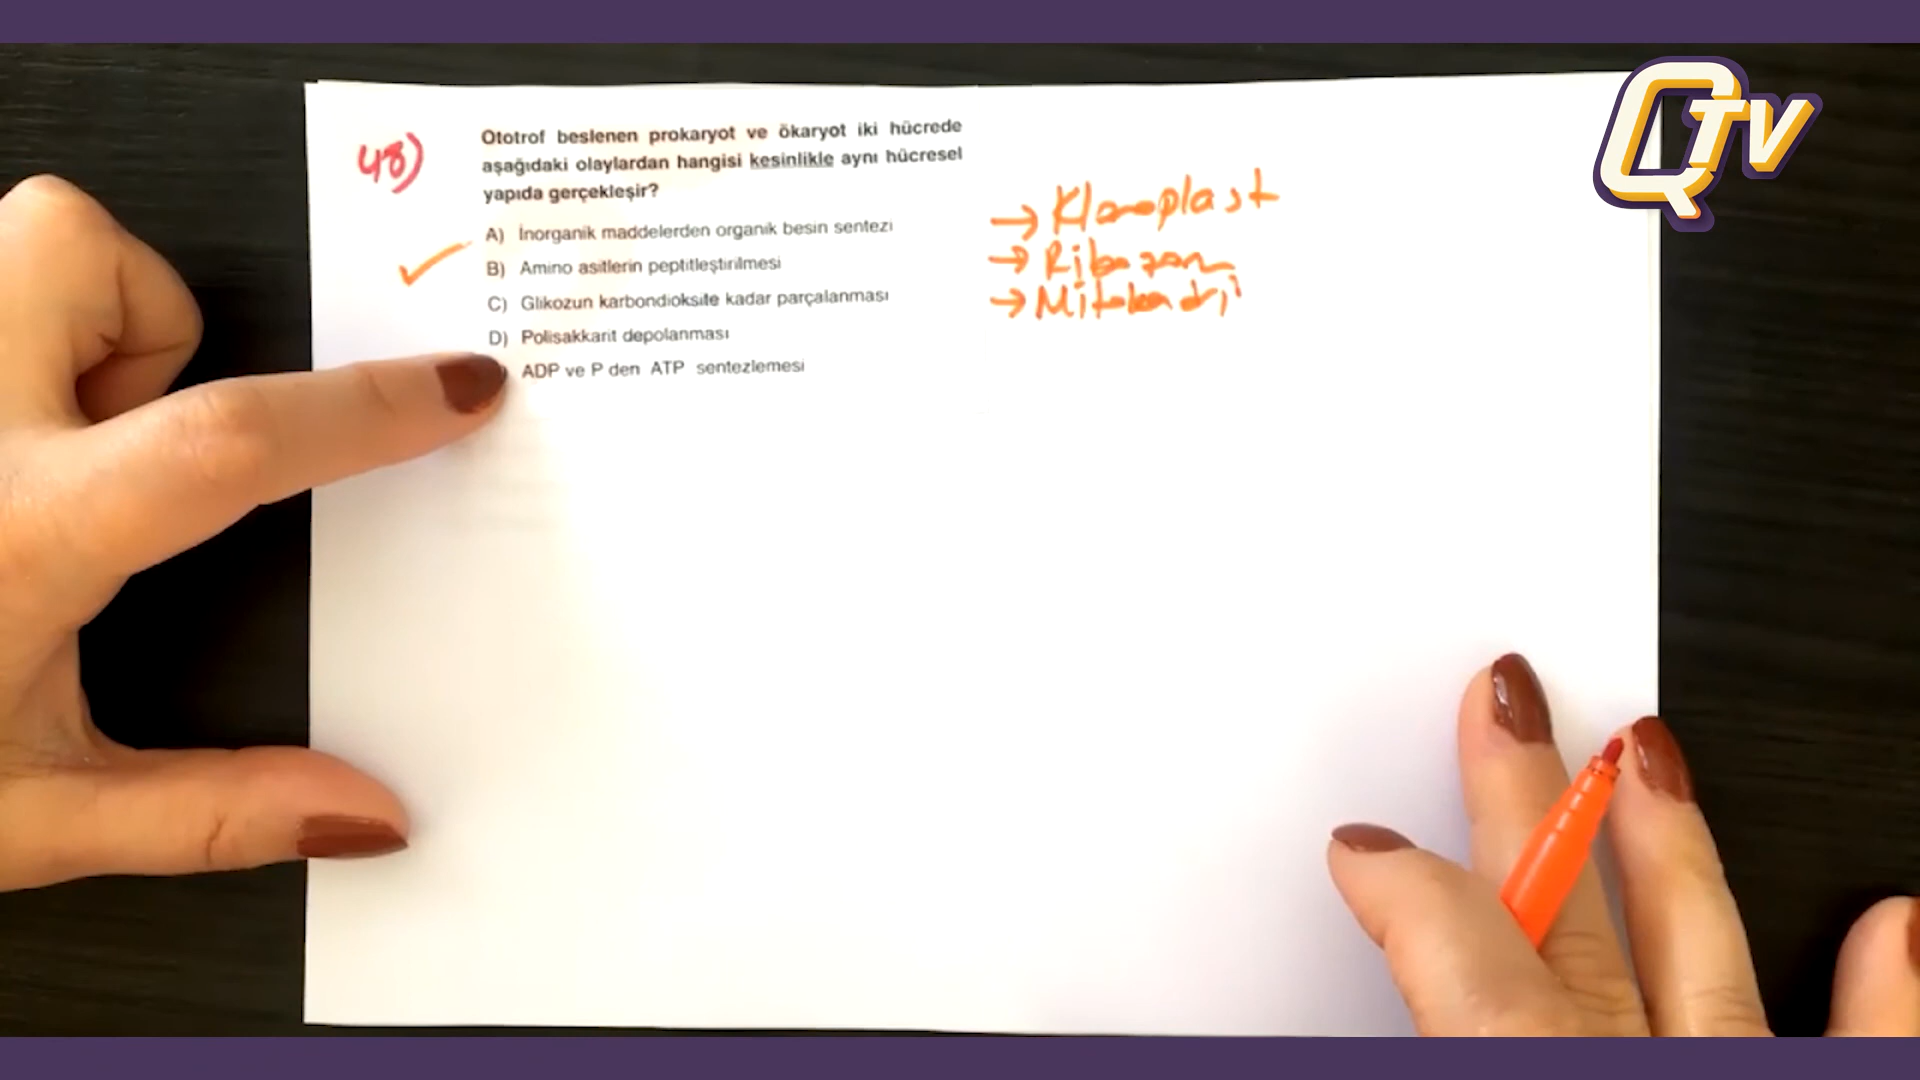 QTV
48)
Ototrof beslenen prokaryot ve ökaryot iki hücrede
aşağıdaki olaylardan hangisi kesinlikle aynı hücresel
yapıda gerçekleşir?
A) İnorganik maddelerden organik besin sentezi
B) Amino asitlerin peptitleştirilmesi
C) Glikozun karbondioksite kadar parçalanması
D) Polisakkarit depolanması
) ADP ve P den ATP sentezlemesi
→ Kloroplast
→ Ribozom
→ Mitokondri